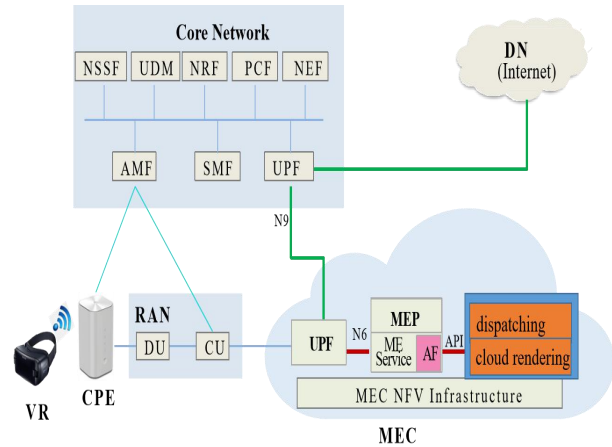 Core Network
NSSF
UDM
NRF
PCF
NEF
DN
(Internet)
AMF
SMF
UPF
N9
RAN
DU
CU
UPF
N6
MEP
ME
Service
AF
API
dispatching
cloud rendering
MEC NFV Infrastructure
VR
CPE
MEC